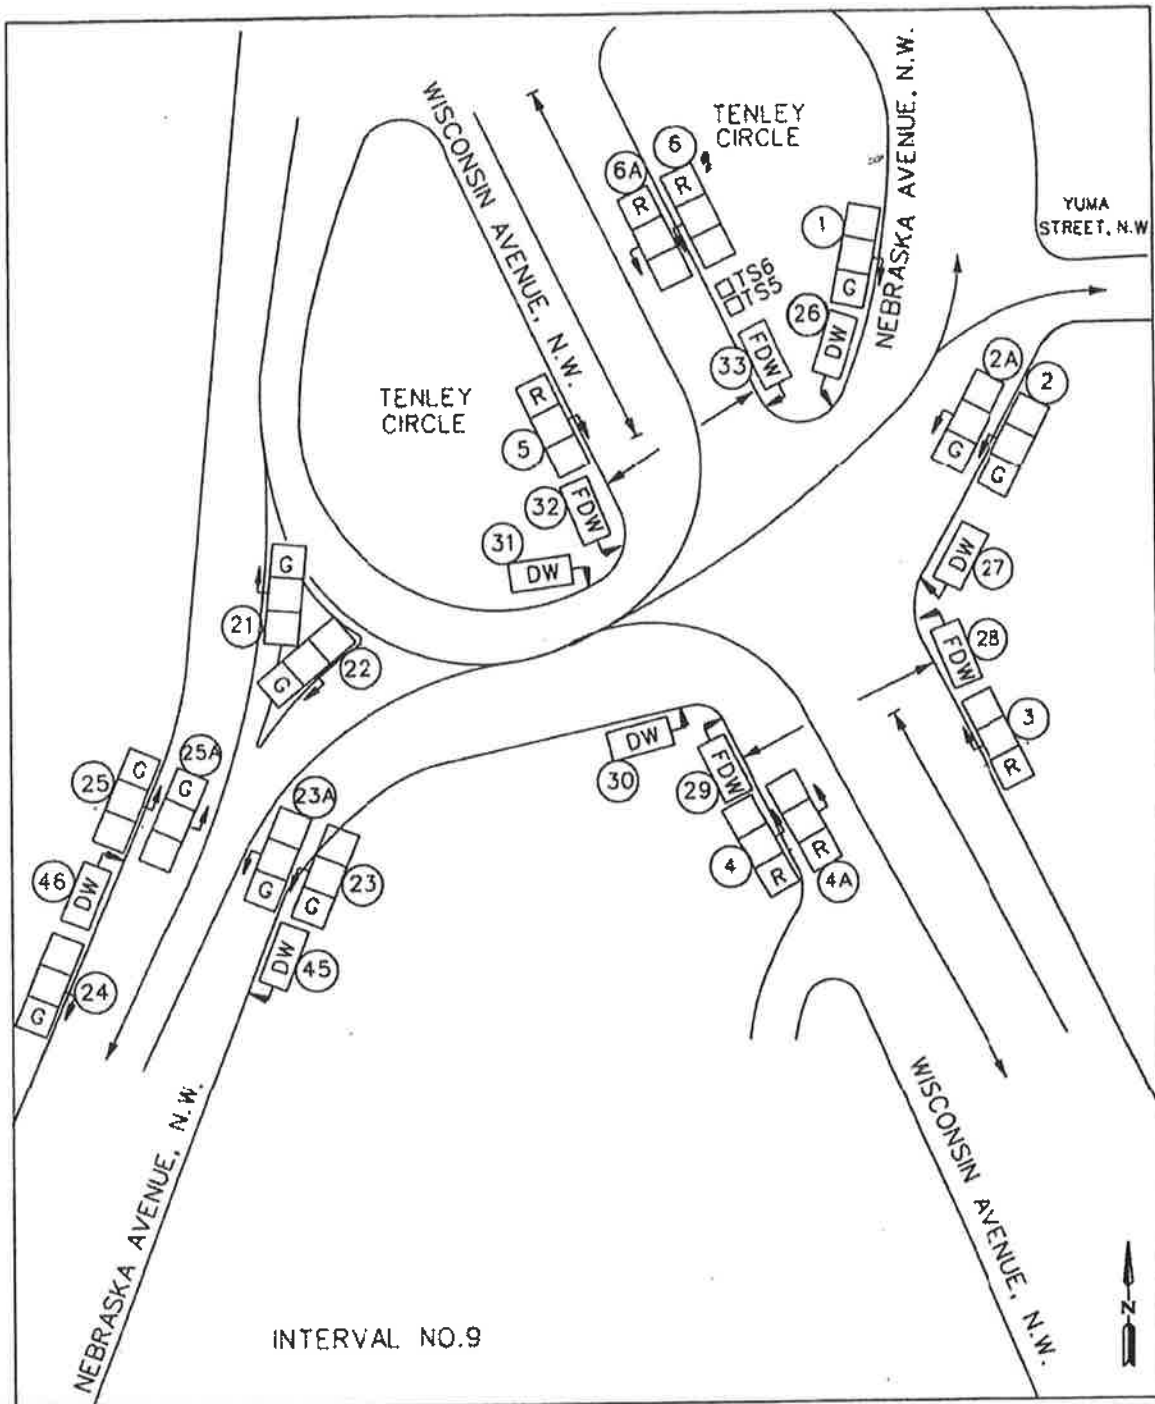 WISCONSIN AVENUE, N.W.
TENLEY
CIRCLE
NEBRASKA AVENUE, N.W.
YUMA
STREET, N.W
6A
R
6
R
1
G
TS6
TS5
26
DW
33
FDW
2A
G
2
G
TENLEY
CIRCLE
R
5
32
FDW
31
DW
DW
27
G
21
22
G
28
FDW
3
R
DW
30
FDW
29
4
R
R
4A
25
G
25A
G
23A
G
23
G
46
DW
DW
45
24
G
NEBRASKA AVENUE, N.W.
WISCONSIN AVENUE, N.W.
INTERVAL NO.9
N